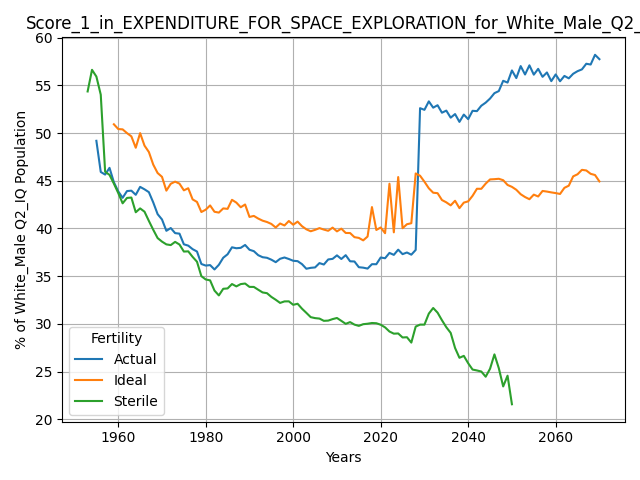 Score_1_in_EXPENDITURE_FOR_SPACE_EXPLORATION_for_White_Male_Q2_
60
55
50
45
40
35
30
25
20
% of White_Male Q2_IQ Population
Fertility
Actual
Ideal
Sterile
1960 1980 2000 2020 2040 2060
Years